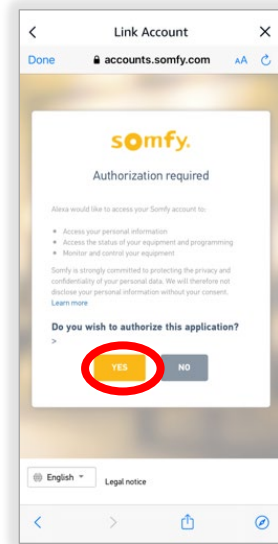 Link Account
Done accounts.somfy.com AA
somfy.
Authorization required
Alexa would like to access your Somfy account to:
Access your personal information
Access the status of your equipment and programming
Monitor and control your equipment
Somfy is strongly committed to protecting the privacy and
confidentiality of your personal data. We will therefore not
disclose your personal information without your consent.
Learn more
Do you wish to authorize this application?
>
YES NO
English Legal notice